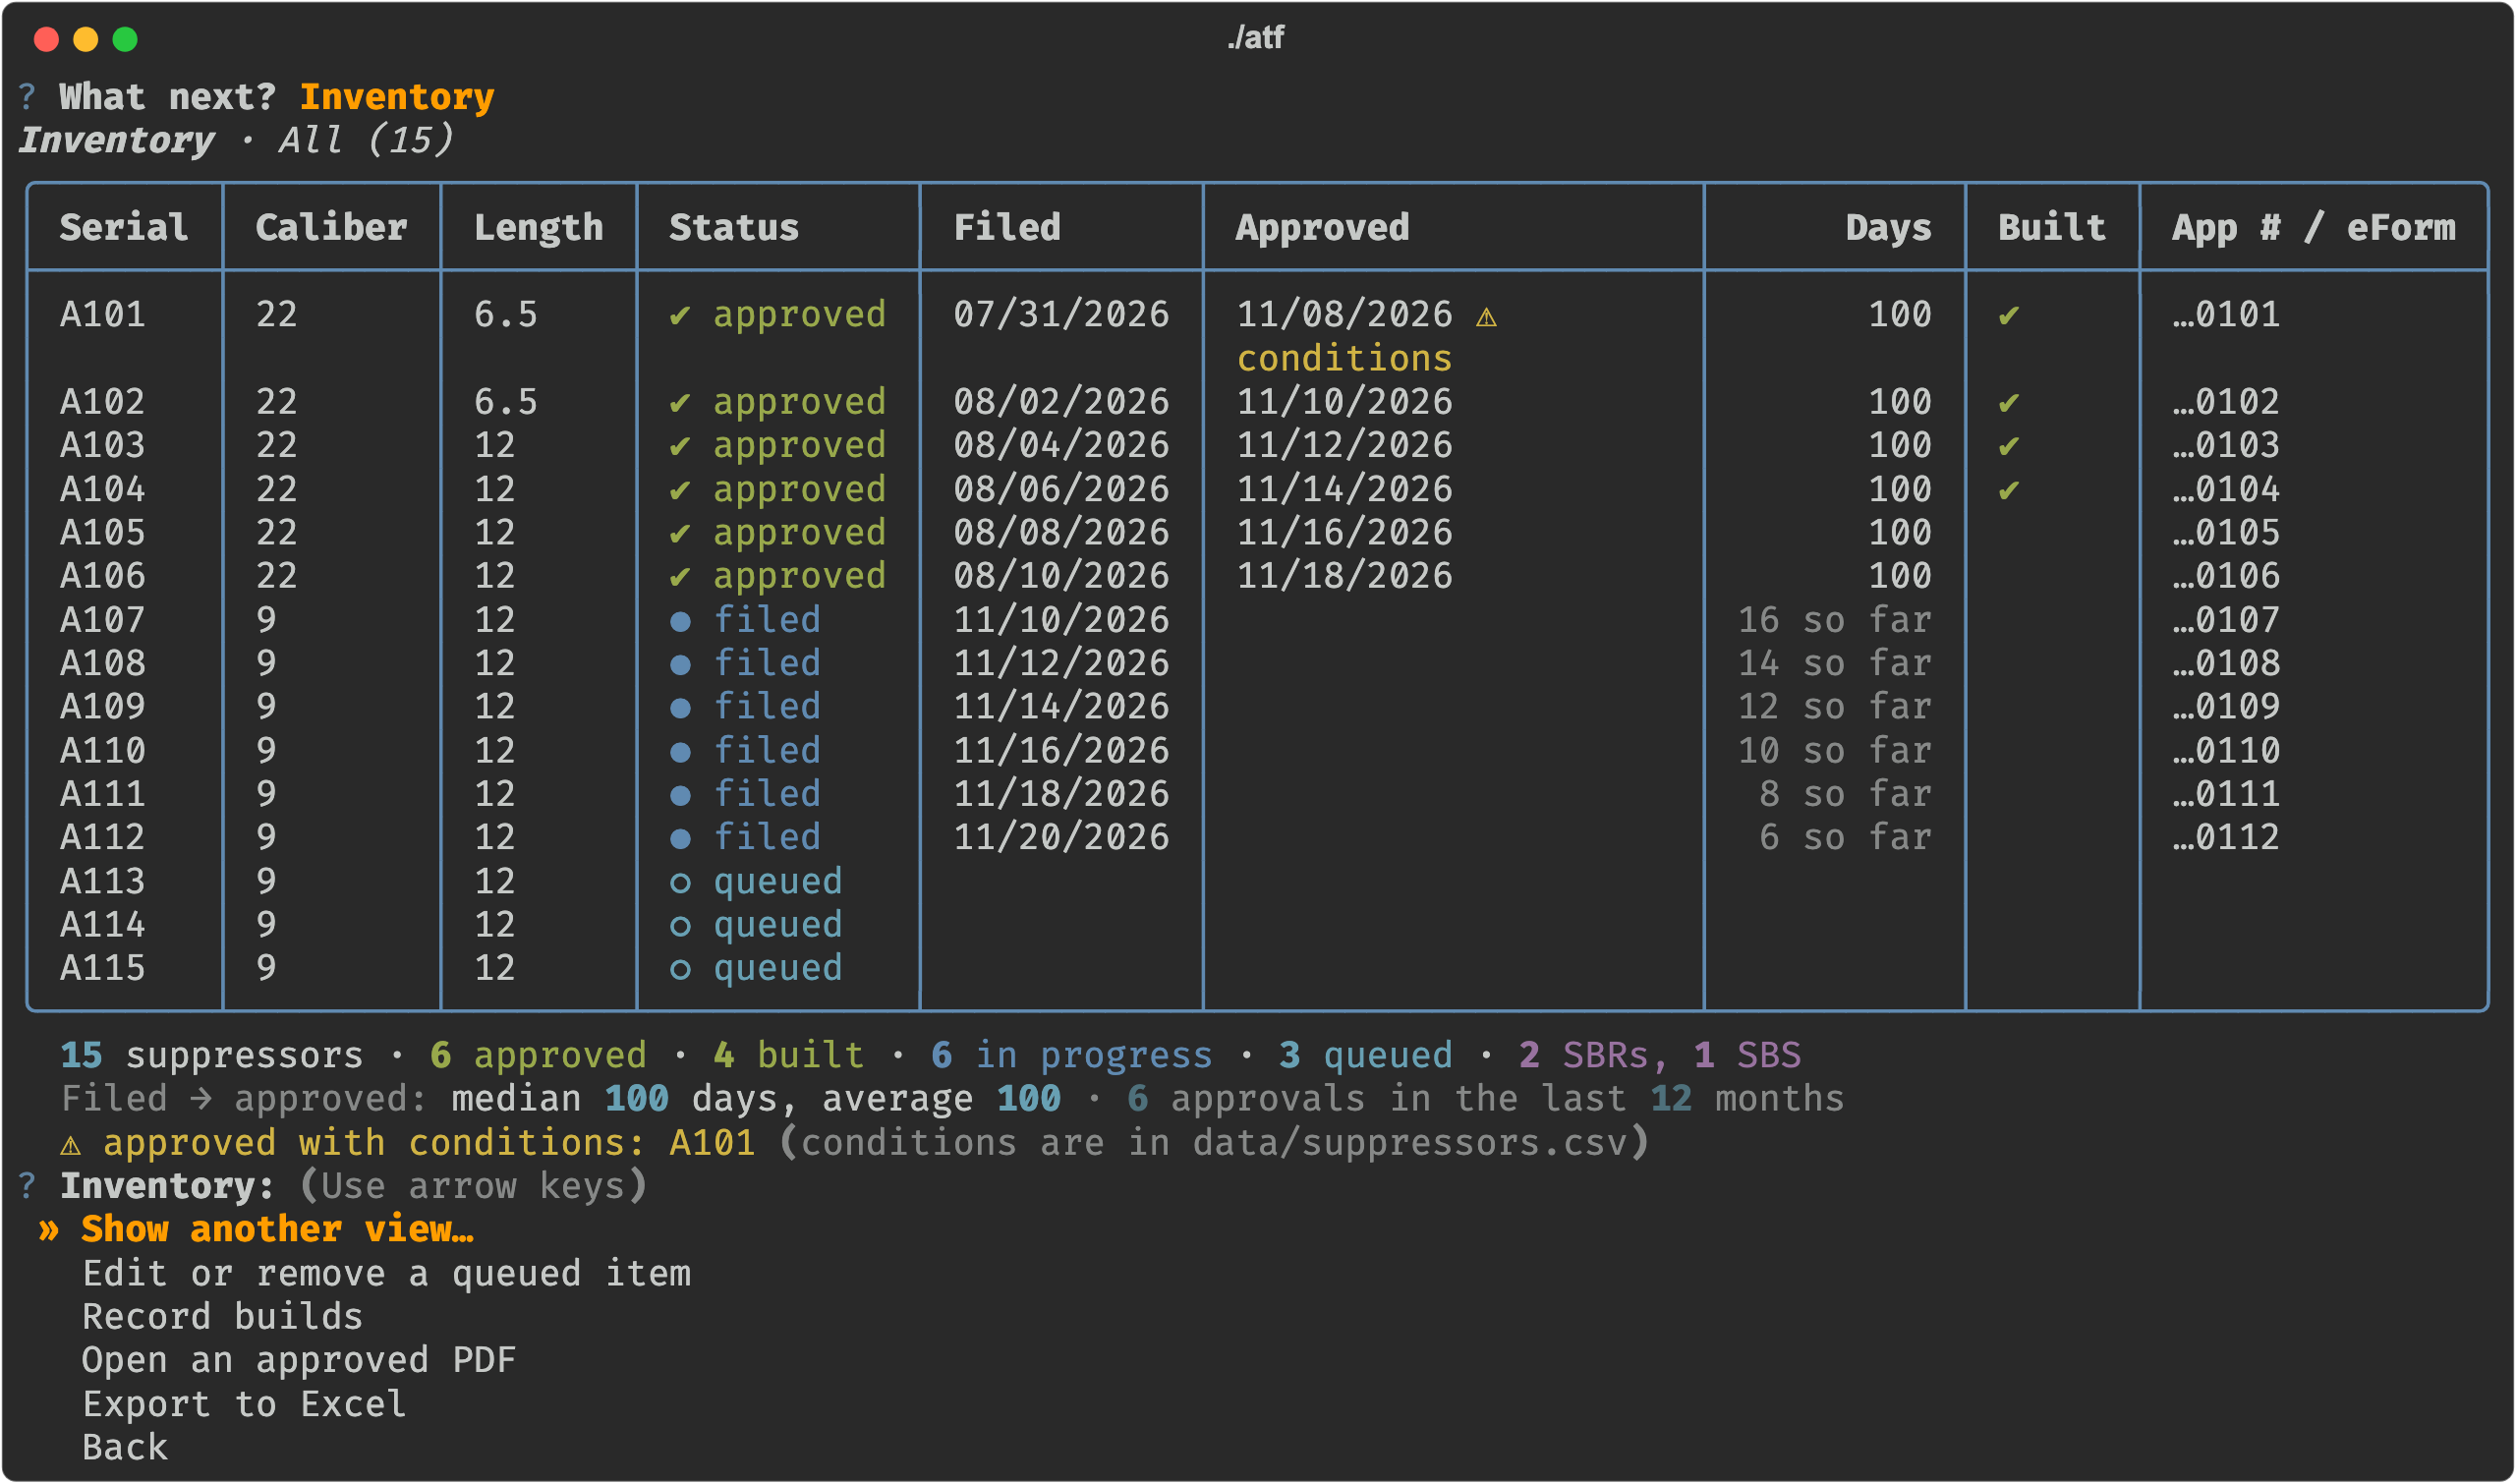 ./atf
? What next? Inventory
Inventory · All (15)
Serial Caliber Length Status Filed Approved Days Built App # / eForm
A101 22 6.5 ✔ approved 07/31/2026 11/08/2026 ⚠ 100 ✔ …0101
conditions
A102 22 6.5 ✔ approved 08/02/2026 11/10/2026 100 ✔ …0102
A103 22 12 ✔ approved 08/04/2026 11/12/2026 100 ✔ …0103
A104 22 12 ✔ approved 08/06/2026 11/14/2026 100 ✔ …0104
A105 22 12 ✔ approved 08/08/2026 11/16/2026 100 …0105
A106 22 12 ✔ approved 08/10/2026 11/18/2026 100 …0106
A107 9 12 ● filed 11/10/2026 16 so far …0107
A108 9 12 ● filed 11/12/2026 14 so far …0108
A109 9 12 ● filed 11/14/2026 12 so far …0109
A110 9 12 ● filed 11/16/2026 10 so far …0110
A111 9 12 ● filed 11/18/2026 8 so far …0111
A112 9 12 ● filed 11/20/2026 6 so far …0112
A113 9 12 ○ queued
A114 9 12 ○ queued
A115 9 12 ○ queued
15 suppressors · 6 approved · 4 built · 6 in progress · 3 queued · 2 SBRs, 1 SBS
Filed → approved: median 100 days, average 100 · 6 approvals in the last 12 months
⚠ approved with conditions: A101 (conditions are in data/suppressors.csv)
? Inventory: (Use arrow keys)
» Show another view…
Edit or remove a queued item
Record builds
Open an approved PDF
Export to Excel
Back